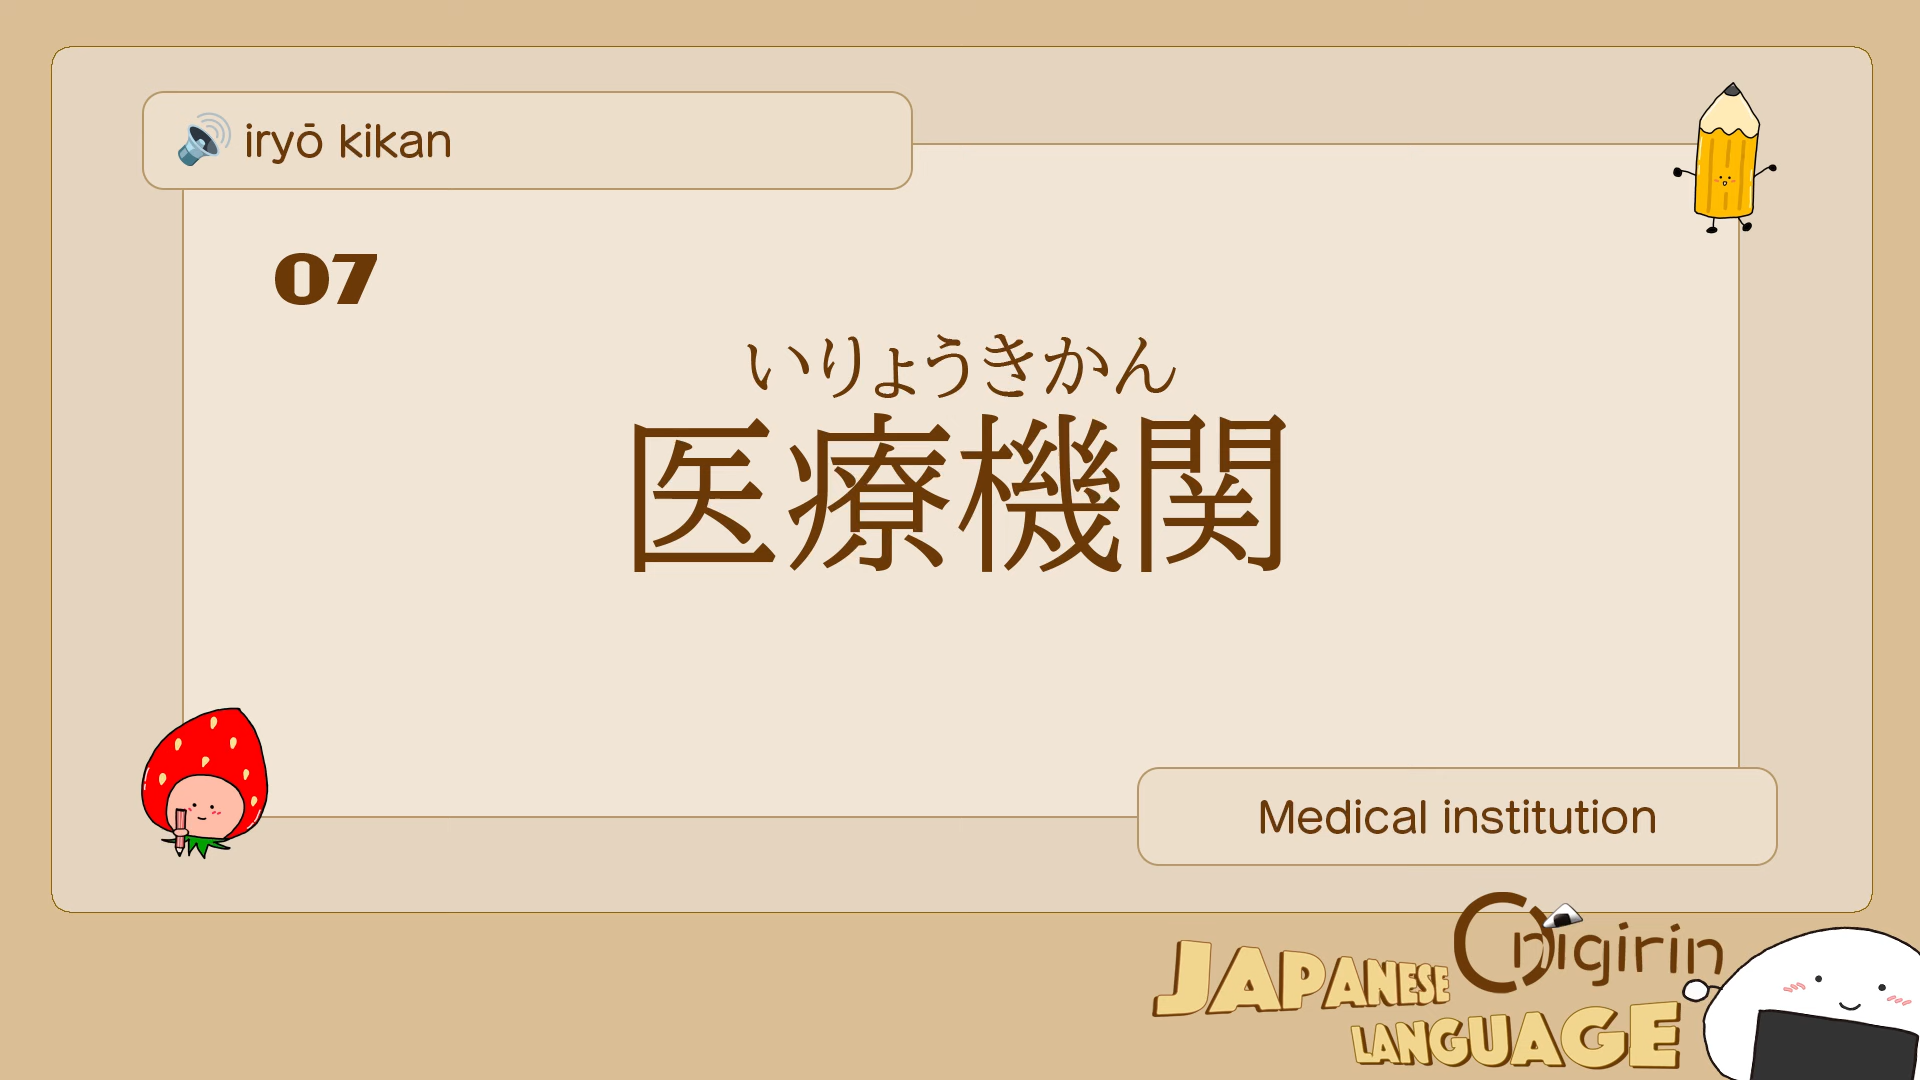 iryō kikan
07
いりょうきかん
医療機関
Medical institution
Onigirin
JAPANESE
LANGUAGE